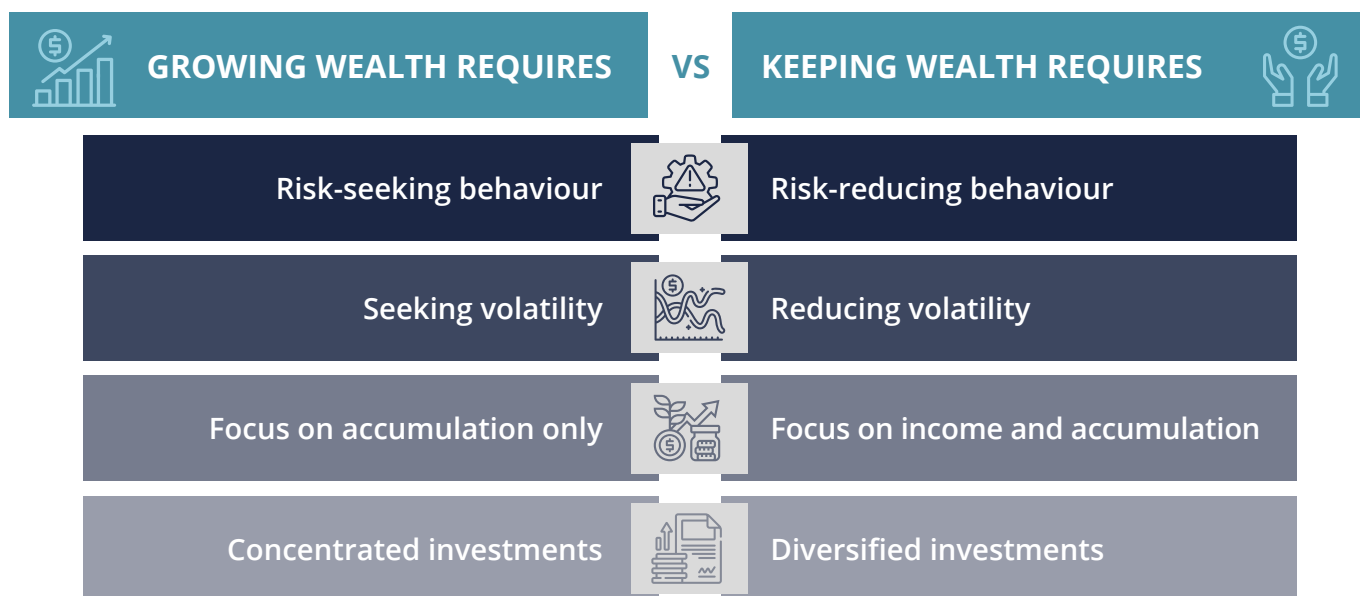 GROWING WEALTH REQUIRES VS KEEPING WEALTH REQUIRES
Risk-seeking behaviour Risk-reducing behaviour
Seeking volatility Reducing volatility
Focus on accumulation only Focus on income and accumulation
Concentrated investments Diversified investments